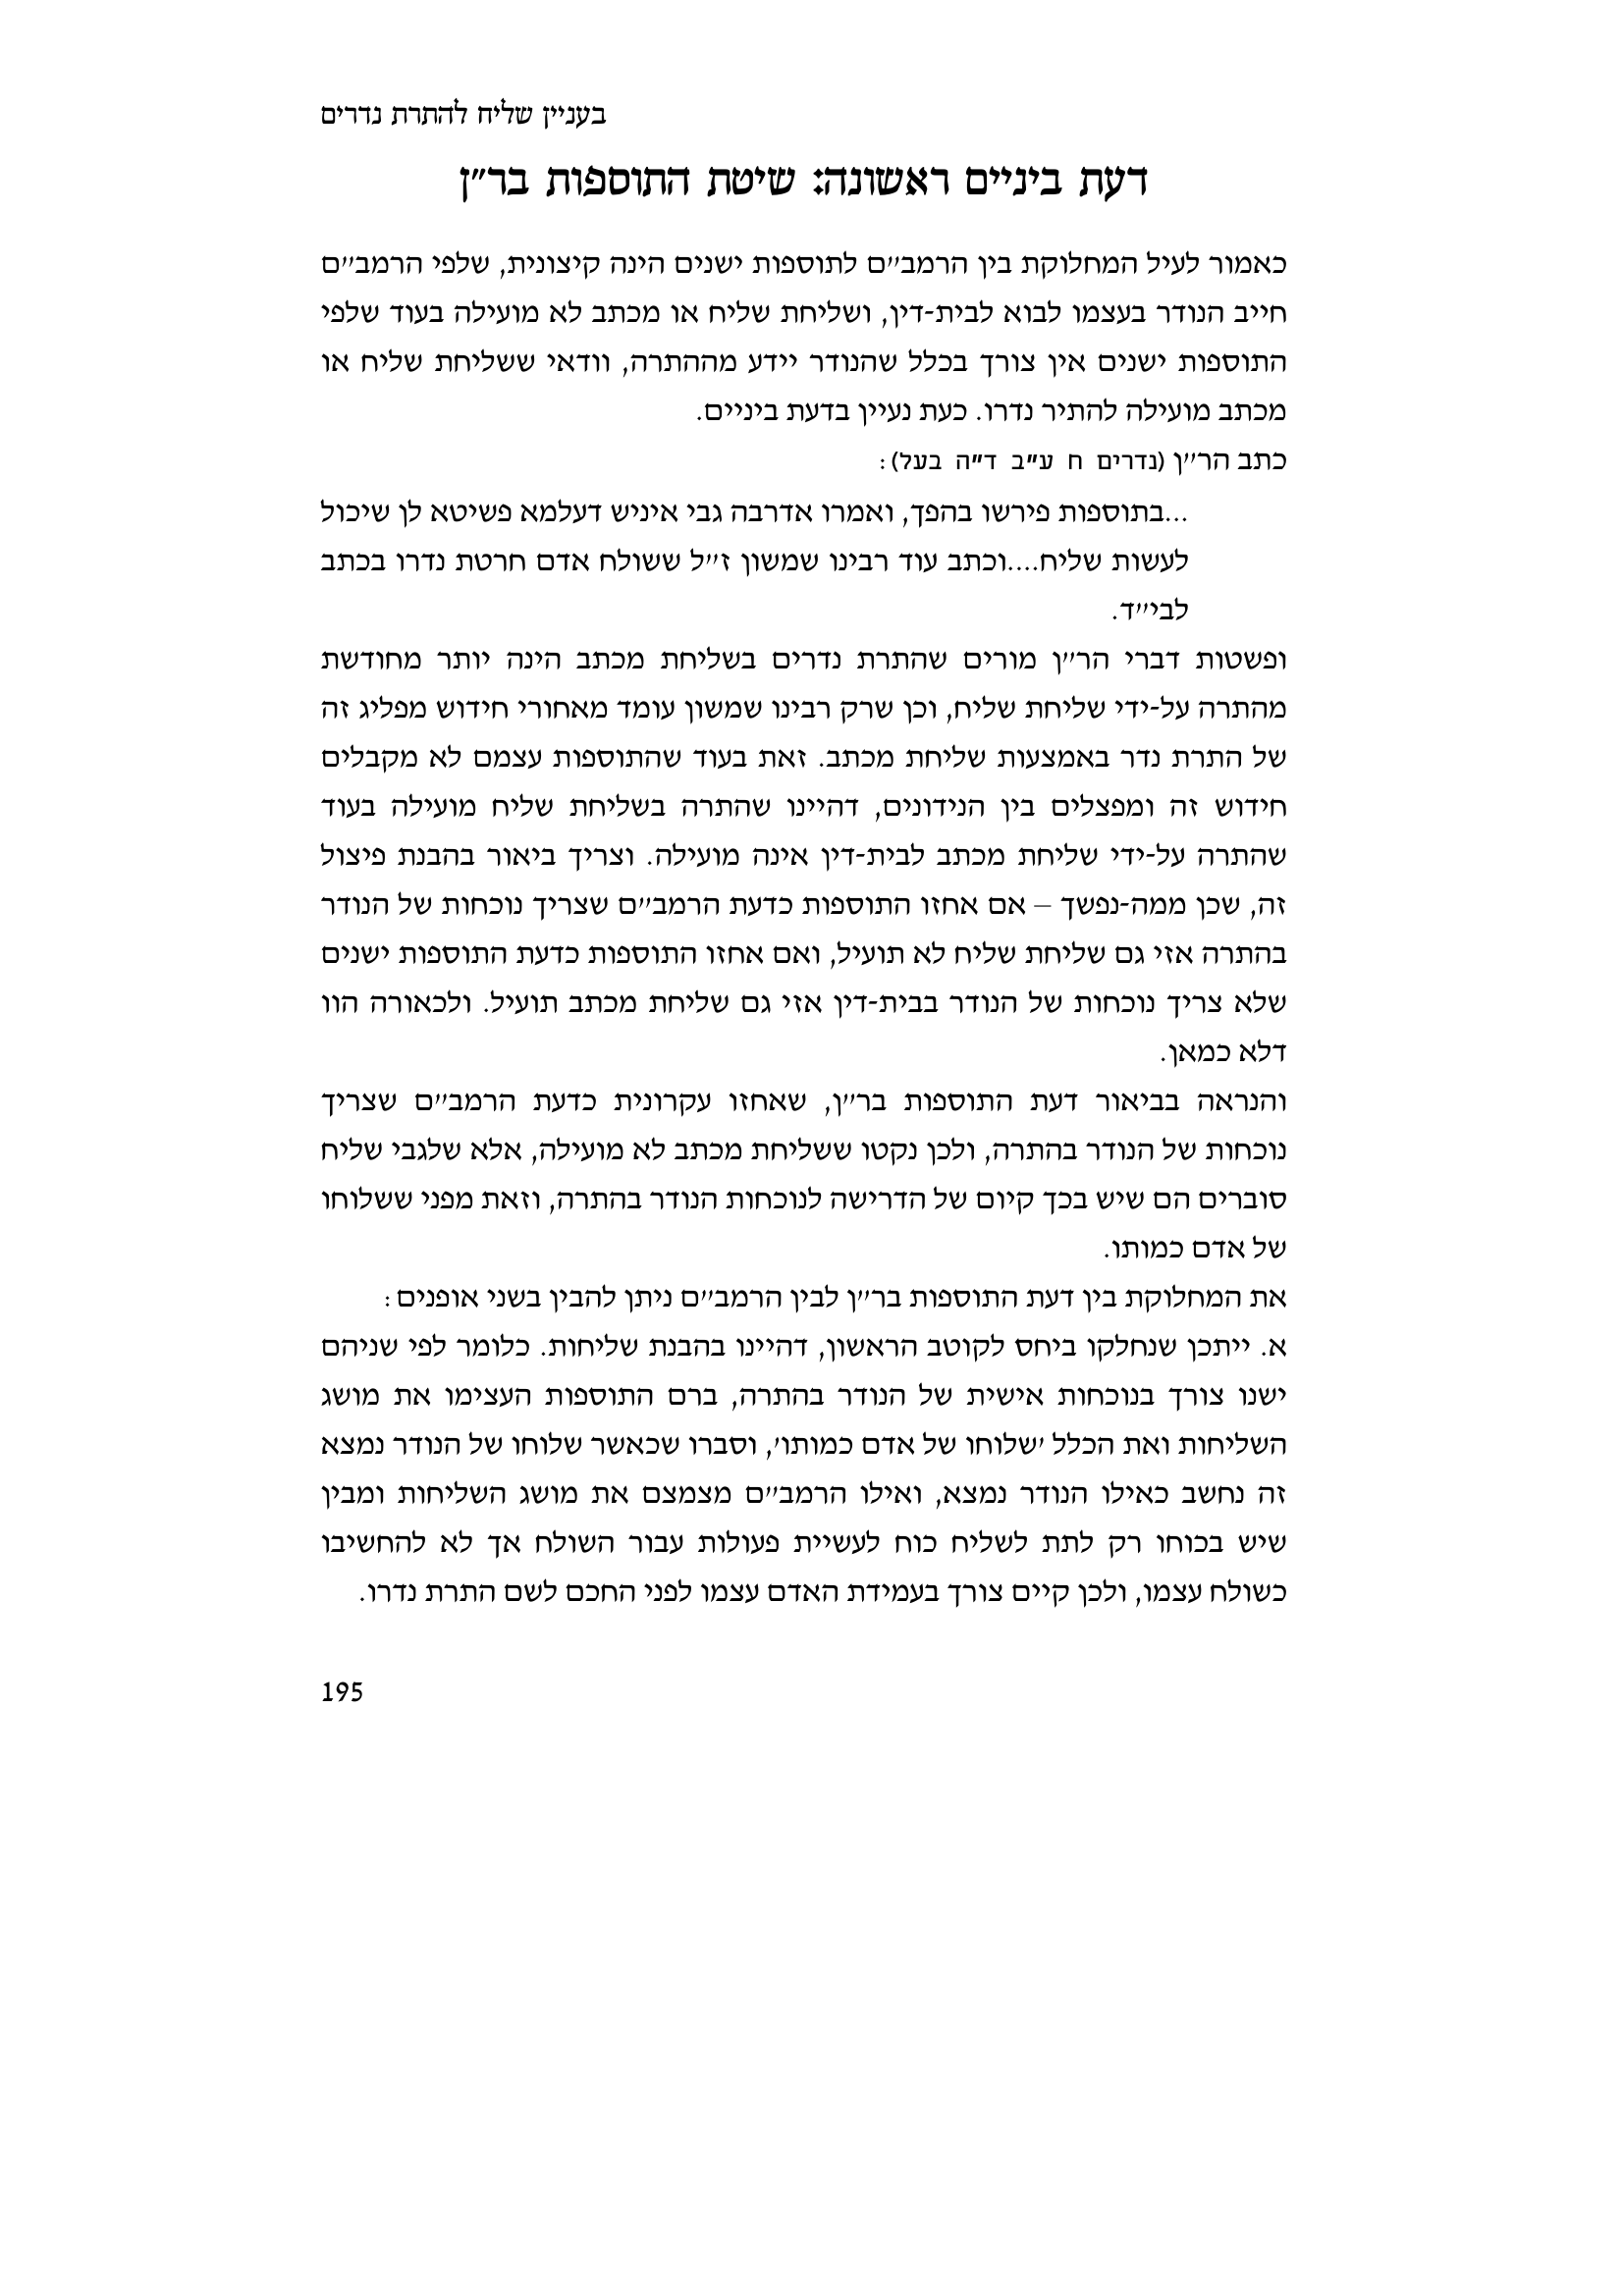 בעניין שליח להתרת נדרים
דעת ביניים ראשונה: שיטת התוספות בר"ן
כאמור לעיל המחלוקת בין הרמב"ם לתוספות ישנים הינה קיצונית, שלפי הרמב"ם
חייב הנודר בעצמו לבוא לבית-דין, ושליחת שליח או מכתב לא מועילה בעוד שלפי
התוספות ישנים אין צורך בכלל שהנודר יידע מההתרה, וודאי ששליחת שליח או
מכתב מועילה להתיר נדרו. כעת נעיין בדעת ביניים.
כתב הר"ן (נדרים ח ע"ב ד"ה בעל):
...בתוספות פירשו בהפך, ואמרו אדרבה גבי איניש דעלמא פשיטא לן שיכול
לעשות שליח....וכתב עוד רבינו שמשון ז"ל ששולח אדם חרטת נדרו בכתב
לבי"ד.
ופשטות דברי הר"ן מורים שהתרת נדרים בשליחת מכתב הינה יותר מחודשת
מהתרה על-ידי שליחת שליח, וכן שרק רבינו שמשון עומד מאחורי חידוש מפליג זה
של התרת נדר באמצעות שליחת מכתב. זאת בעוד שהתוספות עצמם לא מקבלים
חידוש זה ומפצלים בין הנידונים, דהיינו שהתרה בשליחת שליח מועילה בעוד
שהתרה על-ידי שליחת מכתב לבית-דין אינה מועילה. וצריך ביאור בהבנת פיצול
זה, שכן ממה-נפשך – אם אחזו התוספות כדעת הרמב"ם שצריך נוכחות של הנודר
בהתרה אזי גם שליחת שליח לא תועיל, ואם אחזו התוספות כדעת התוספות ישנים
שלא צריך נוכחות של הנודר בבית-דין אזי גם שליחת מכתב תועיל. ולכאורה הוו
דלא כמאן.
והנראה בביאור דעת התוספות בר"ן, שאחזו עקרונית כדעת הרמב"ם שצריך
נוכחות של הנודר בהתרה, ולכן נקטו ששליחת מכתב לא מועילה, אלא שלגבי שליח
סוברים הם שיש בכך קיום של הדרישה לנוכחות הנודר בהתרה, וזאת מפני ששלוחו
של אדם כמותו.
את המחלוקת בין דעת התוספות בר"ן לבין הרמב"ם ניתן להבין בשני אופנים:
א. ייתכן שנחלקו ביחס לקוטב הראשון, דהיינו בהבנת שליחות. כלומר לפי שניהם
ישנו צורך בנוכחות אישית של הנודר בהתרה, ברם התוספות העצימו את מושג
השליחות ואת הכלל 'שלוחו של אדם כמותו', וסברו שכאשר שלוחו של הנודר נמצא
זה נחשב כאילו הנודר נמצא, ואילו הרמב"ם מצמצם את מושג השליחות ומבין
שיש בכוחו רק לתת לשליח כוח לעשיית פעולות עבור השולח אך לא להחשיבו
כשולח עצמו, ולכן קיים צורך בעמידת האדם עצמו לפני החכם לשם התרת נדרו.
195